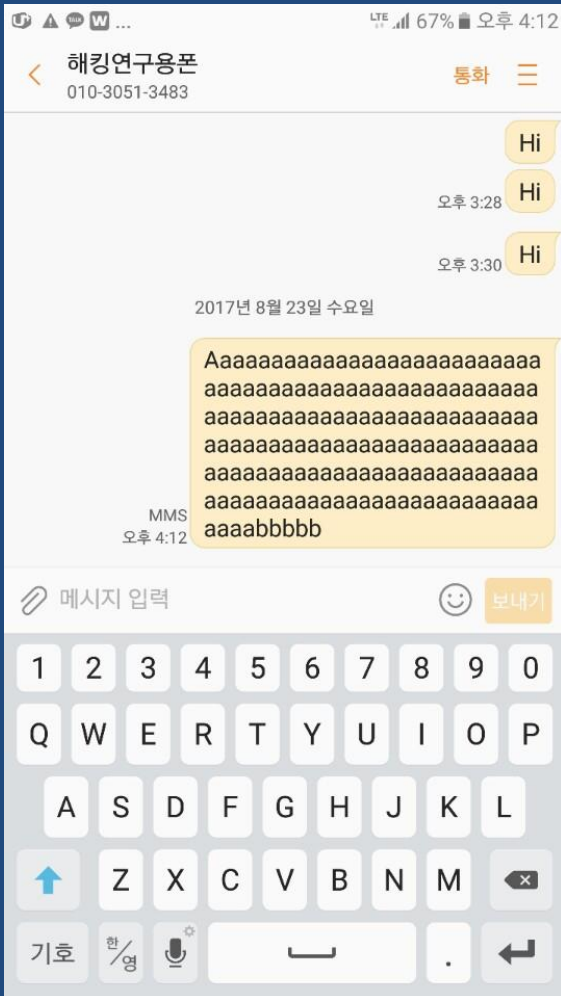 ...
LTE 67% 오후 4:12
해킹연구용폰
통화
010-3051-3483
Hi
오후 3:28 Hi
오후 3:30 Hi
2017년 8월 23일 수요일
Aaaaaaaaaaaaaaaaaaaaaaaaaa
aaaaaaaaaaaaaaaaaaaaaaaaaa
aaaaaaaaaaaaaaaaaaaaaaaaaa
aaaaaaaaaaaaaaaaaaaaaaaaaa
aaaaaaaaaaaaaaaaaaaaaaaaaa
aaaaaaaaaaaaaaaaaaaaaaaaaa
aaaabbbbb
MMS
오후 4:12
메시지 입력 보내기
1 2 3 4 5 6 7 8 9 0
Q W E R T Y U I O P
A S D F G H J K L
Z X C V B N M
기호 한/영 .